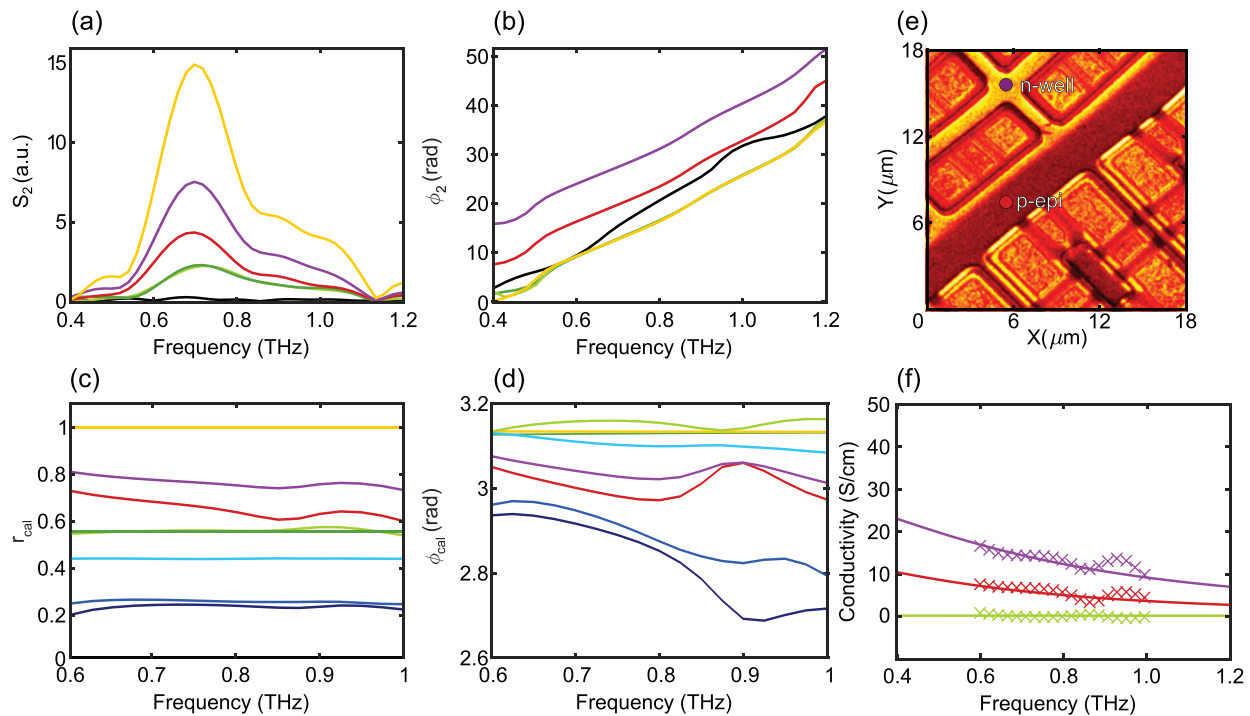 (a)
15
10
5
0
S2 (a.u.)
0.4 0.6 0.8 1.0 1.2
Frequency (THz)
(b)
50
40
30
20
10
0
ϕ2 (rad)
0.4 0.6 0.8 1.0 1.2
Frequency (THz)
(e)
18
12
6
Y(μm)
n-well
p-epi
0 6 12 18
X(μm)
(c)
1
0.8
0.6
0.4
0.2
0
rcal
0.6 0.7 0.8 0.9 1
Frequency (THz)
(d)
3.2
3
2.8
2.6
ϕcal (rad)
0.6 0.7 0.8 0.9 1
Frequency (THz)
(f)
50
40
30
20
10
0
Conductivity (S/cm)
0.4 0.6 0.8 1.0 1.2
Frequency (THz)